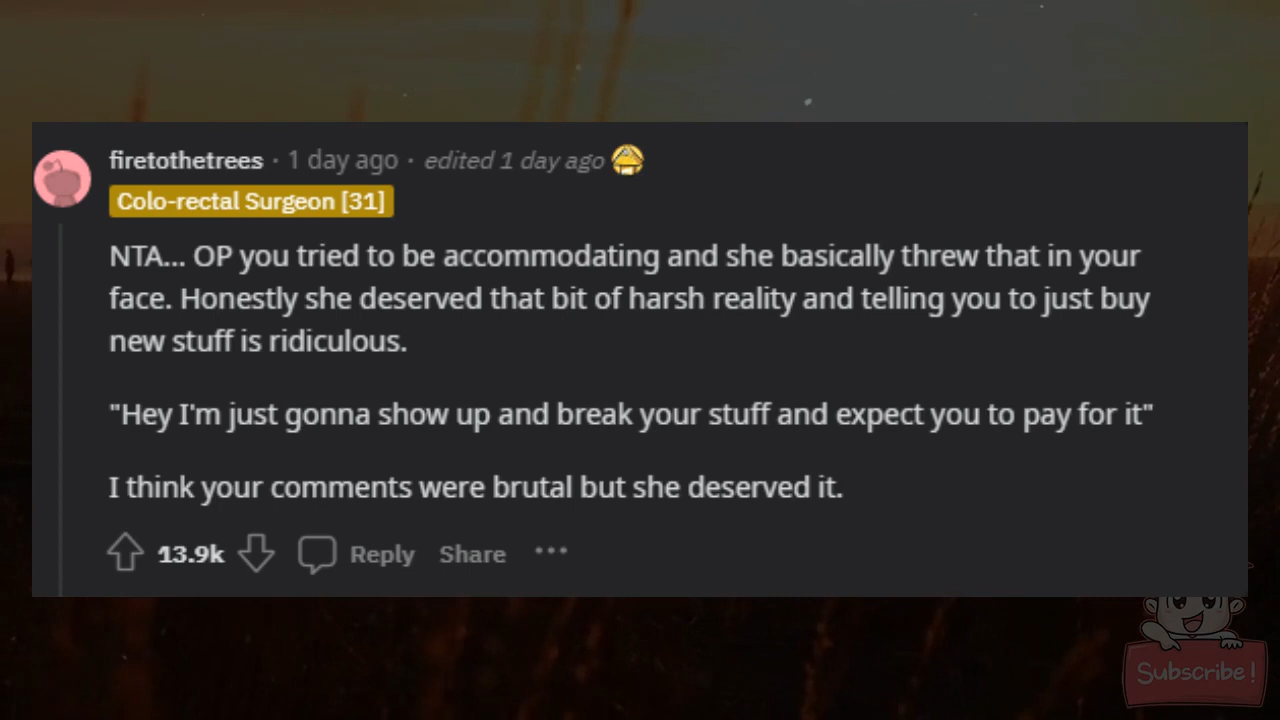 firetothetrees · 1 day ago · edited 1 day ago
Colo-rectal Surgeon [31]
NTA... OP you tried to be accommodating and she basically threw that in your
face. Honestly she deserved that bit of harsh reality and telling you to just buy
new stuff is ridiculous.
"Hey I'm just gonna show up and break your stuff and expect you to pay for it"
I think your comments were brutal but she deserved it.
13.9k Reply Share ···
Subscribe!